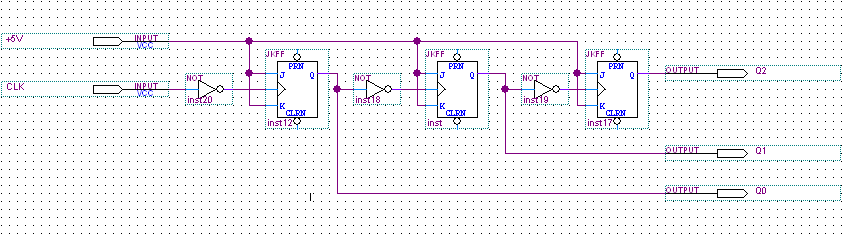 +5V INPUT VCC
JKFF JKFF JKFF
PRN PRN PRN
J Q J Q J Q OUTPUT Q2
CLK INPUT VCC NOT NOT NOT
inst20 K inst18 K inst19 K
CLRN CLRN CLRN
inst12 inst inst17
OUTPUT Q1
OUTPUT Q0